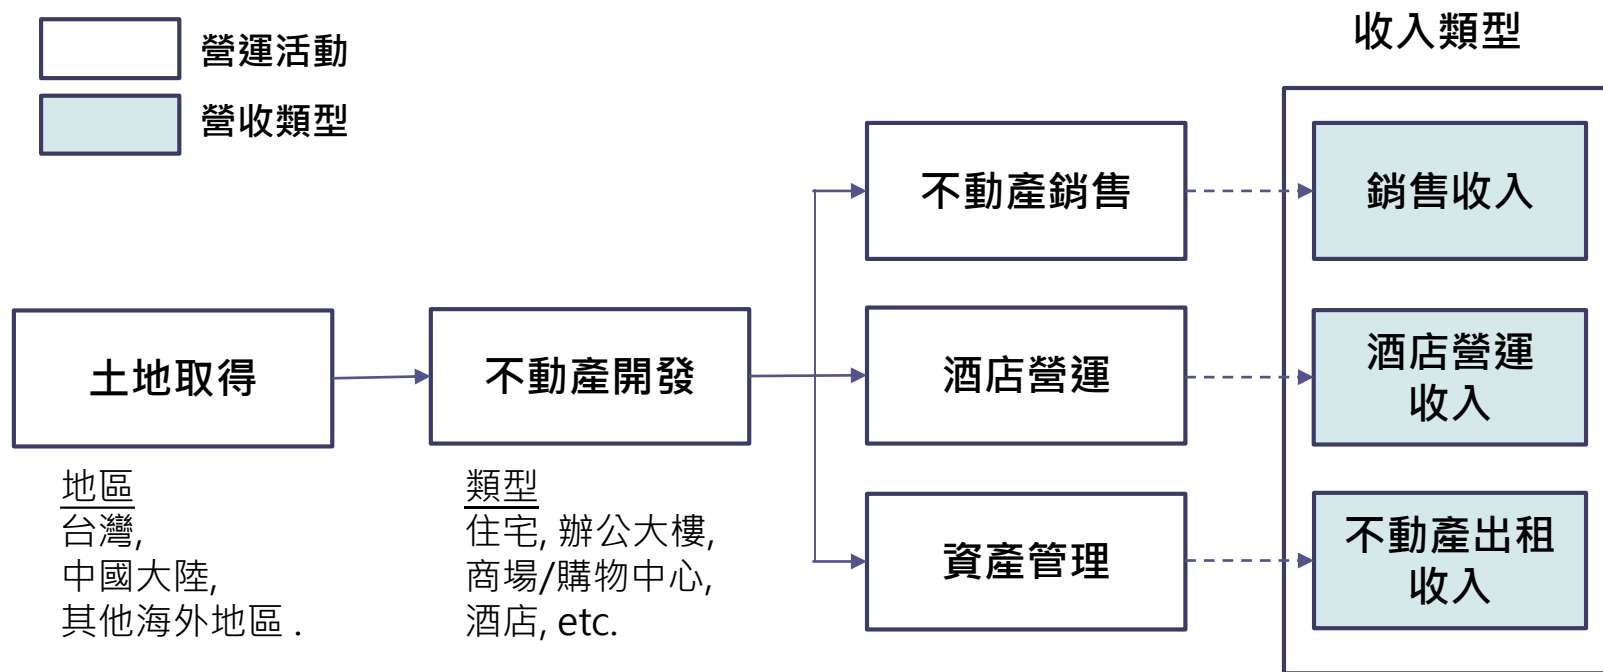 營運活動
营收類型
收入類型
不動產銷售
銷售收入
土地取得
不動產開發
酒店營運
酒店營運
收入
地區
台灣,
中國大陸,
其他海外地區 .
類型
住宅, 辦公大樓,
商場/購物中心,
酒店, etc.
資產管理
不動產出租
收入